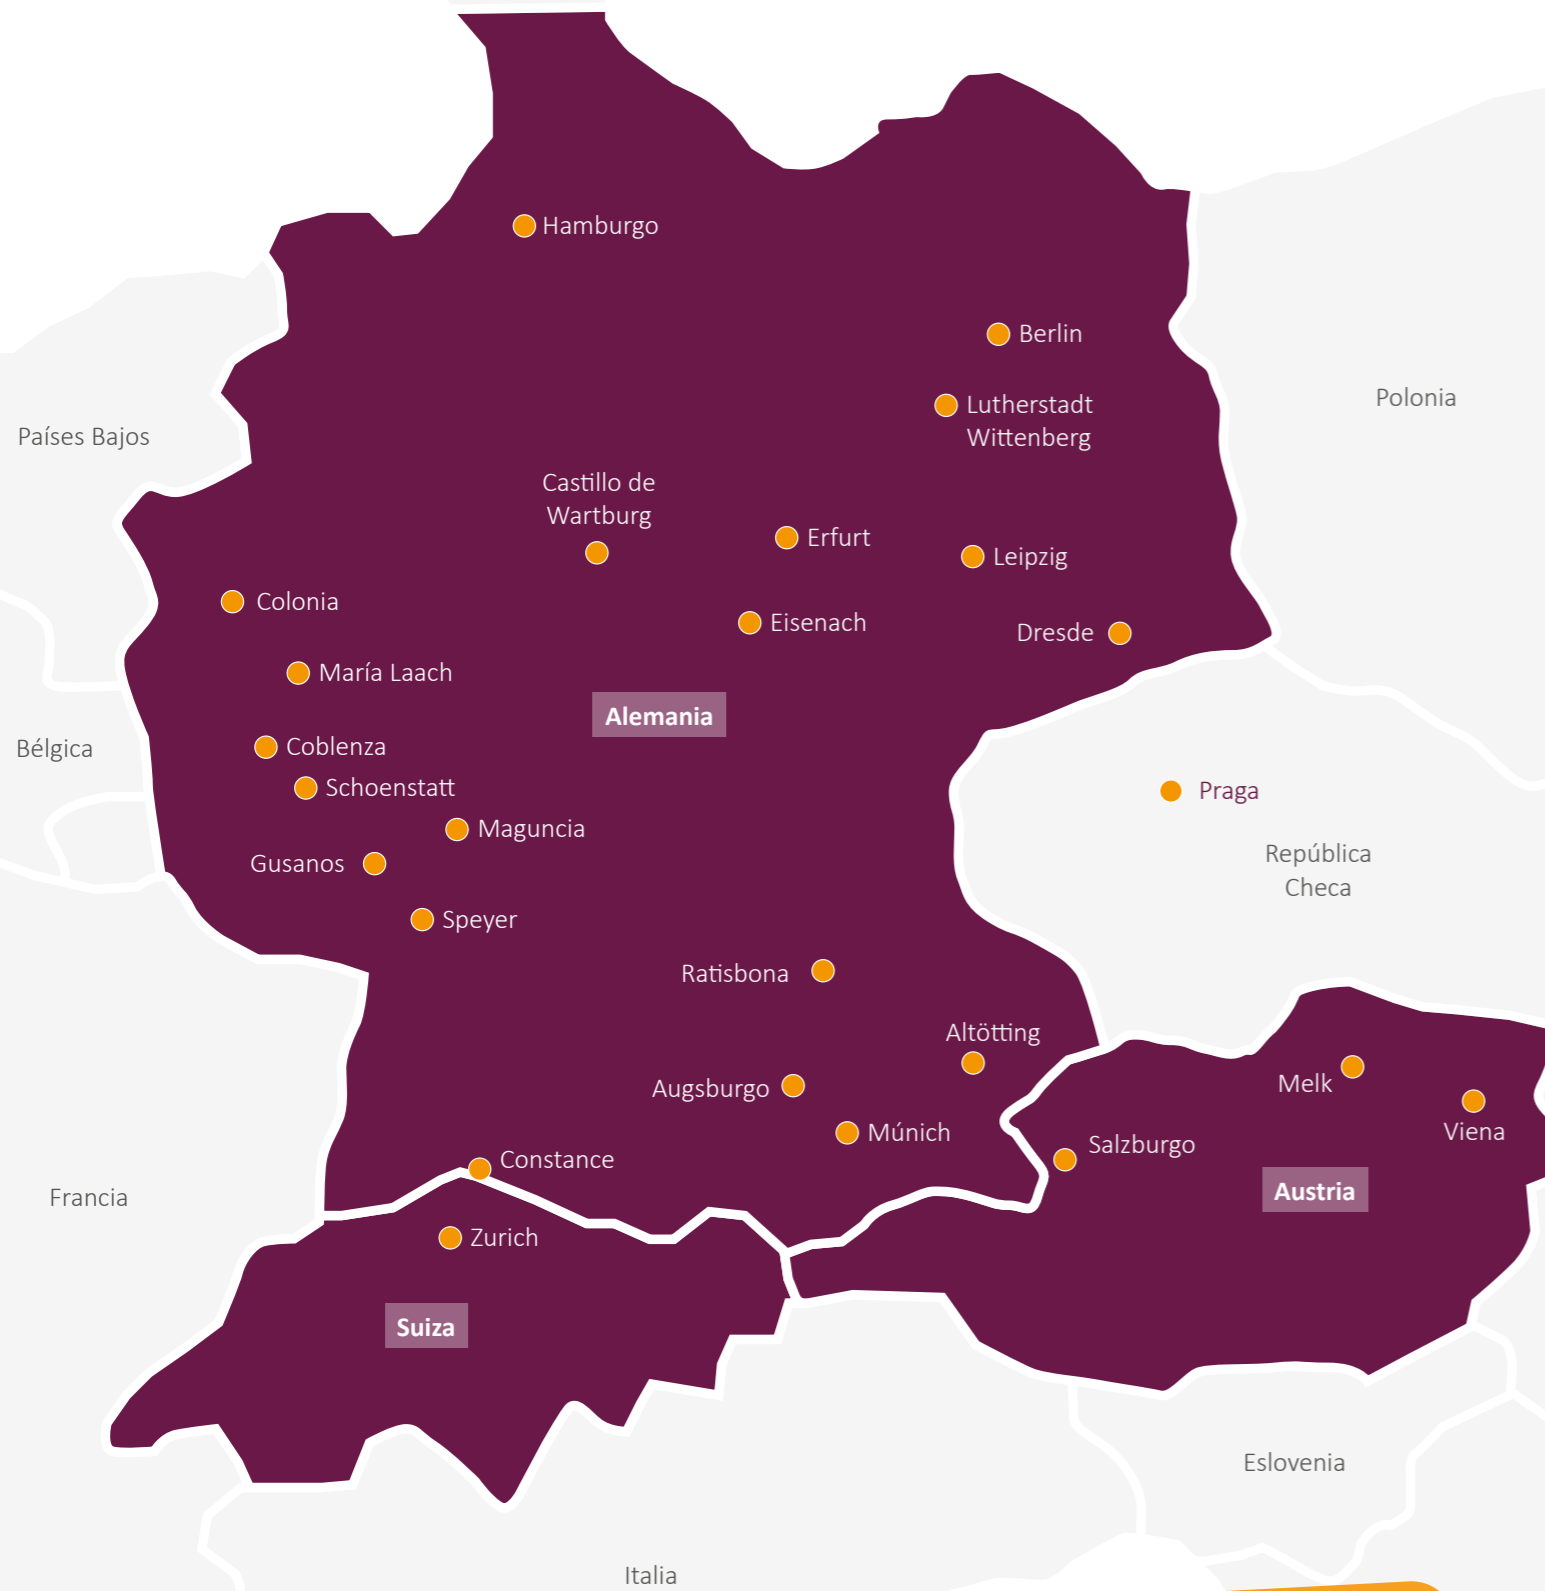 Hamburgo
Berlin
Polonia
Lutherstadt
Wittenberg
Países Bajos
Castillo de
Wartburg
Erfurt
Leipzig
Colonia
Eisenach
Dresde
María Laach
Alemania
Bélgica
Coblenza
Schoenstatt
Praga
Maguncia
República
Checa
Gusanos
Speyer
Ratisbona
Altötting
Augsburgo
Melk
Múnich
Viena
Salzburgo
Constance
Austria
Francia
Zurich
Suiza
Eslovenia
Italia